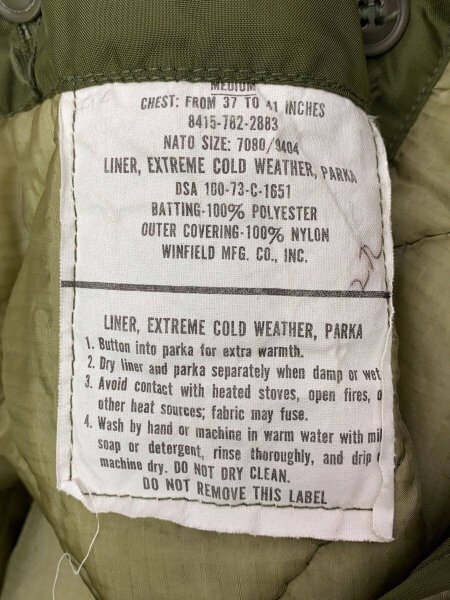 MEDIUM
CHEST: FROM 37 TO 41 INCHES
8415-782-2883
NATO SIZE: 7080/9404
LINER, EXTREME COLD WEATHER, PARKA
DSA 100-73-C-1651
BATTING-100% POLYESTER
OUTER COVERING-100% NYLON
WINFIELD MFG. CO., INC.
LINER, EXTREME COLD WEATHER, PARKA
1. Button into parka for extra warmth.
2. Dry liner and parka separately when damp or wet
3. Avoid contact with heated stoves, open fires, o
other heat sources; fabric may fuse.
4. Wash by hand or machine in warm water with mil
soap or detergent, rinse thoroughly, and drip
machine dry. DO NOT DRY CLEAN.
DO NOT REMOVE THIS LABEL